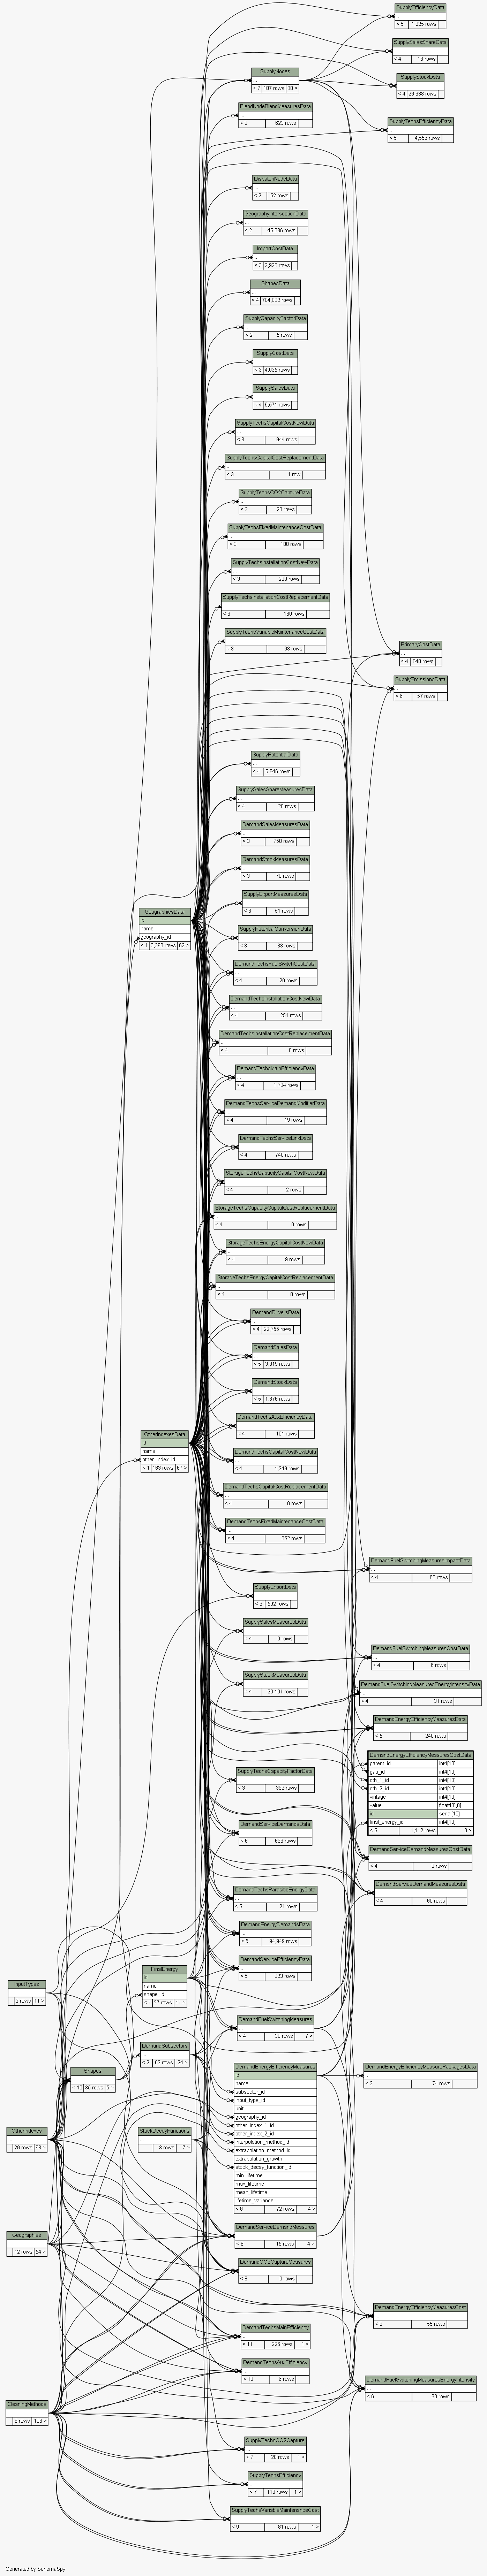 SupplyEfficiencyData
...
< 5 1,225 rows
SupplySalesShareData
...
< 4 13 rows
SupplyStockData
...
< 4 26,338 rows
SupplyNodes
...
< 7 107 rows 38 >
BlendNodeBlendMeasuresData
...
< 3 623 rows
SupplyTechsEfficiencyData
...
< 5 4,556 rows
DispatchNodeData
...
< 2 52 rows
GeographyIntersectionData
...
< 2 45,036 rows
ImportCostData
...
< 3 2,923 rows
ShapesData
...
< 4 784,032 rows
SupplyCapacityFactorData
...
< 2 5 rows
SupplyCostData
...
< 3 4,035 rows
SupplySalesData
...
< 4 6,571 rows
SupplyTechsCapitalCostNewData
...
< 3 944 rows
SupplyTechsCapitalCostReplacementData
...
< 3 1 row
SupplyTechsCO2CaptureData
...
< 2 28 rows
SupplyTechsFixedMaintenanceCostData
...
< 3 180 rows
SupplyTechsInstallationCostNewData
...
< 3 209 rows
SupplyTechsInstallationCostReplacementData
...
< 3 180 rows
SupplyTechsVariableMaintenanceCostData
...
< 3 66 rows
PrimaryCostData
...
< 4 946 rows
SupplyEmissionsData
...
< 6 57 rows
SupplyPotentialData
...
< 4 5,846 rows
SupplySalesShareMeasuresData
...
< 4 28 rows
DemandSalesMeasuresData
...
< 3 750 rows
DemandStockMeasuresData
...
< 3 70 rows
SupplyExportMeasuresData
...
< 3 51 rows
GeographiesData
id
name
geography_id
< 1 3,283 rows 62 >
SupplyPotentialConversionData
...
< 3 33 rows
DemandTechsFuelSwitchCostData
...
< 4 20 rows
DemandTechsInstallationCostNewData
...
< 4 251 rows
DemandTechsInstallationCostReplacementData
...
< 4 0 rows
DemandTechsMainEfficiencyData
...
< 4 1,784 rows
DemandTechsServiceDemandModifierData
...
< 4 19 rows
DemandTechsServiceLinkData
...
< 4 740 rows
StorageTechsCapacityCapitalCostNewData
...
< 4 2 rows
StorageTechsCapacityCapitalCostReplacementData
...
< 4 0 rows
StorageTechsEnergyCapitalCostNewData
...
< 4 9 rows
StorageTechsEnergyCapitalCostReplacementData
...
< 4 0 rows
DemandDriversData
...
< 4 22,755 rows
DemandSalesData
...
< 5 3,319 rows
DemandStockData
...
< 5 1,876 rows
DemandTechsAuxEfficiencyData
...
< 4 101 rows
OtherIndexesData
id
name
other_index_id
< 1 183 rows 67 >
DemandTechsCapitalCostNewData
...
< 4 1,349 rows
DemandTechsCapitalCostReplacementData
...
< 4 0 rows
DemandTechsFixedMaintenanceCostData
...
< 4 352 rows
DemandFuelSwitchingMeasuresImpactData
...
< 4 63 rows
SupplyExportData
...
< 3 592 rows
SupplySalesMeasuresData
...
< 4 0 rows
DemandFuelSwitchingMeasuresCostData
...
< 4 6 rows
SupplyStockMeasuresData
...
< 4 20,101 rows
DemandFuelSwitchingMeasuresEnergyIntensityData
...
< 4 31 rows
DemandEnergyEfficiencyMeasuresData
...
< 5 240 rows
DemandEnergyEfficiencyMeasuresCostData
parent_id int4[10]
gau_id int4[10]
oth_1_id int4[10]
oth_2_id int4[10]
vintage int4[10]
value float4[8,8]
id serial[10]
final_energy_id int4[10]
< 5 1,412 rows 0 >
SupplyTechsCapacityFactorData
...
< 3 392 rows
DemandServiceDemandsData
...
< 6 693 rows
DemandServiceDemandMeasuresCostData
...
< 4 0 rows
DemandServiceDemandMeasuresData
...
< 4 60 rows
DemandTechsParasiticEnergyData
...
< 5 21 rows
DemandEnergyDemandsData
...
< 5 94,949 rows
DemandServiceEfficiencyData
...
< 5 323 rows
FinalEnergy
id
name
shape_id
< 1 27 rows 11 >
InputTypes
...
2 rows 11 >
DemandFuelSwitchingMeasures
...
< 4 30 rows 7 >
StockDecayFunctions
...
3 rows 7 >
DemandSubsectors
...
< 2 63 rows 24 >
Shapes
...
< 10 35 rows 5 >
DemandEnergyEfficiencyMeasures
id
name
subsector_id
input_type_id
unit
geography_id
other_index_1_id
other_index_2_id
interpolation_method_id
extrapolation_method_id
extrapolation_growth
stock_decay_function_id
min_lifetime
max_lifetime
mean_lifetime
lifetime_variance
< 8 72 rows 4 >
DemandEnergyEfficiencyMeasurePackagesData
...
< 2 74 rows
OtherIndexes
...
28 rows 83 >
Geographies
...
12 rows 54 >
DemandServiceDemandMeasures
...
< 8 15 rows 4 >
DemandCO2CaptureMeasures
...
< 8 0 rows
DemandEnergyEfficiencyMeasuresCost
...
< 8 55 rows
DemandTechsMainEfficiency
...
< 11 226 rows 1 >
DemandTechsAuxEfficiency
...
< 10 6 rows
DemandFuelSwitchingMeasuresEnergyIntensity
...
< 6 30 rows
CleaningMethods
...
8 rows 108 >
SupplyTechsCO2Capture
...
< 7 28 rows 1 >
SupplyTechsEfficiency
...
< 7 113 rows 1 >
SupplyTechsVariableMaintenanceCost
...
< 9 61 rows 1 >
Generated by SchemaSpy